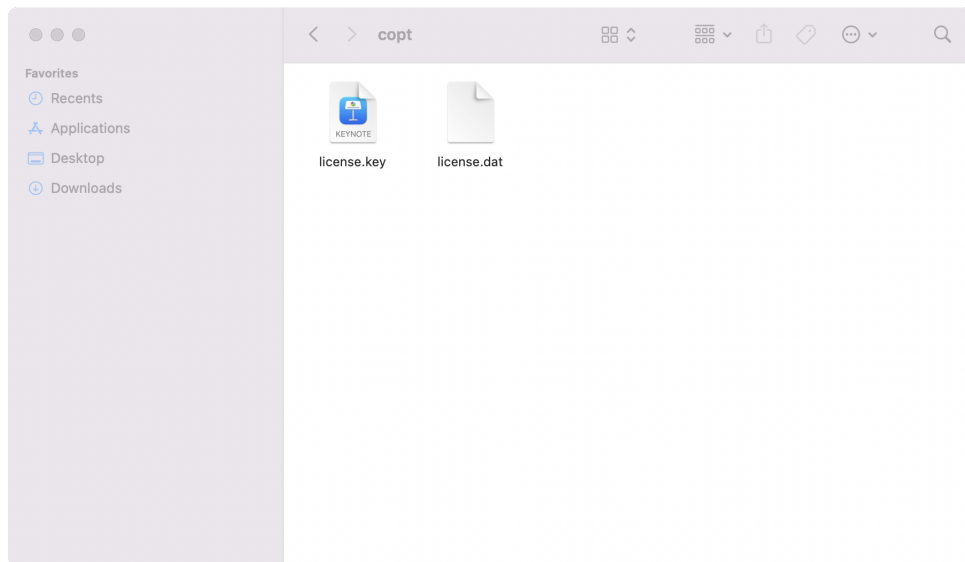 copt
Favorites
Recents
Applications
Desktop
Downloads
KEYNOTE
license.key
license.dat